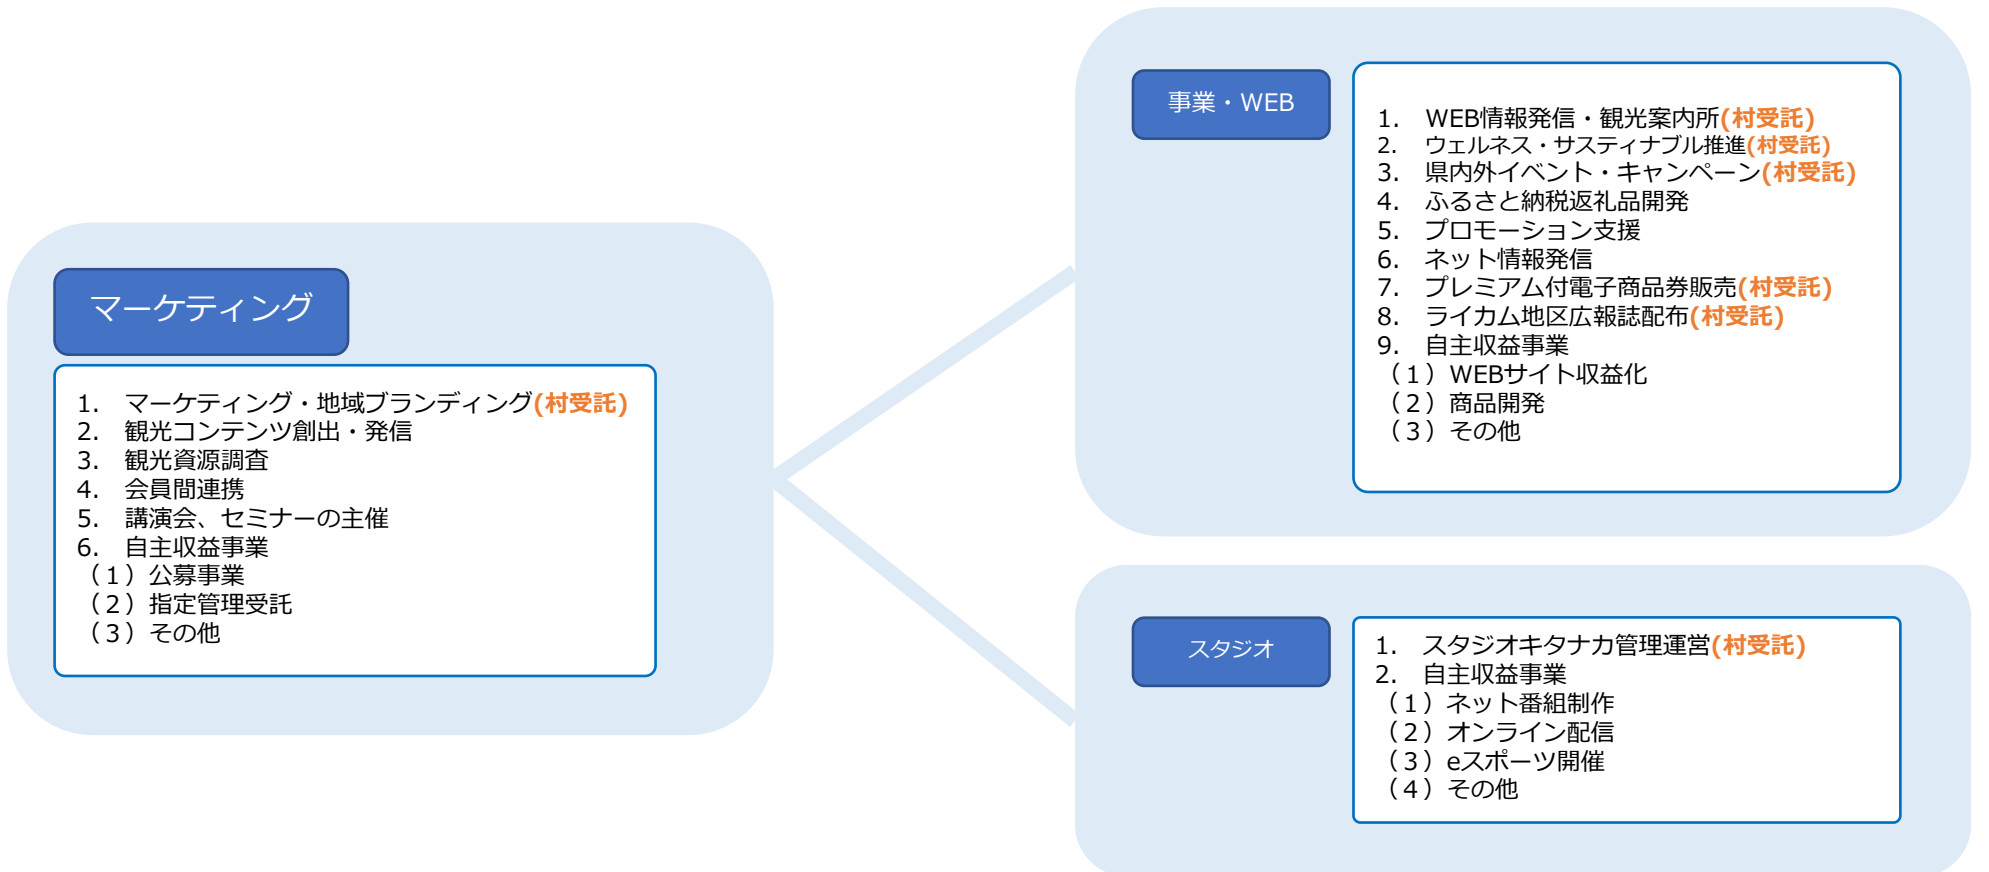 マーケティング
1. マーケティング・地域ブランディング(村受託)
2. 観光コンテンツ創出・発信
3. 観光資源調査
4. 会員間連携
5. 講演会、セミナーの主催
6. 自主収益事業
（１）公募事業
（２）指定管理受託
（３）その他
事業・WEB
1. WEB情報発信・観光案内所(村受託)
2. ウェルネス・サスティナブル推進(村受託)
3. 県内外イベント・キャンペーン(村受託)
4. ふるさと納税返礼品開発
5. プロモーション支援
6. ネット情報発信
7. プレミアム付電子商品券販売(村受託)
8. ライカム地区広報誌配布(村受託)
9. 自主収益事業
（１）WEBサイト収益化
（２）商品開発
（３）その他
スタジオ
1. スタジオキタナカ管理運営(村受託)
2. 自主収益事業
（１）ネット番組制作
（２）オンライン配信
（３）eスポーツ開催
（４）その他